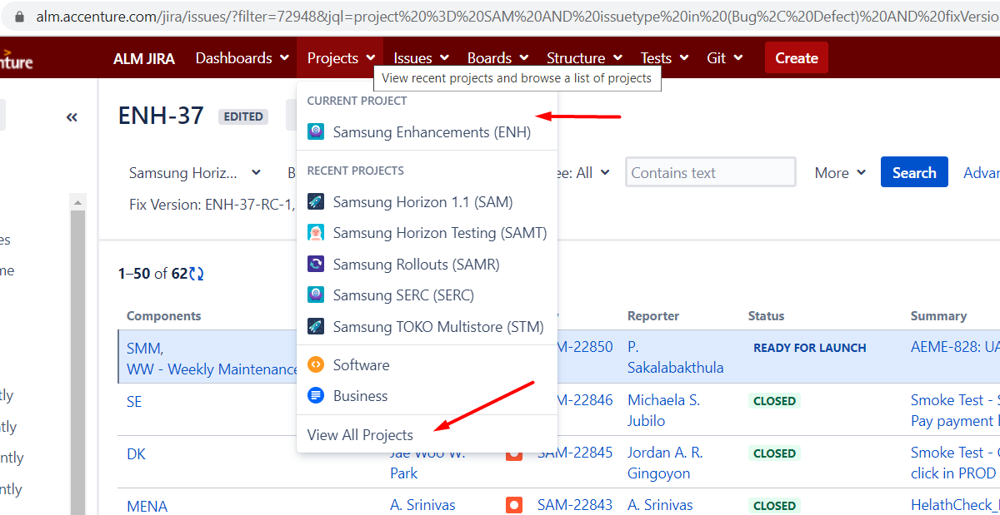 alm.accenture.com/jira/issues/?filter=72948&jql=project%20%3D%20SAM%20AND%20issuetype%20in%20(Bug%2C%20Defect)%20AND%20fixVersio
nture ALM JIRA Dashboards Projects Issues Boards Structure Tests Git Create
View recent projects and browse a list of projects
CURRENT PROJECT
« ENH-37 EDITED
Samsung Enhancements (ENH)
RECENT PROJECTS
Samsung Horiz... B ee: All Contains text More Search Advan
Samsung Horizon 1.1 (SAM)
Fix Version: ENH-37-RC-1,
Samsung Horizon Testing (SAMT)
es
Samsung Rollouts (SAMR)
me
1–50 of 62
Samsung SERC (SERC)
Components Reporter Status Summary
Samsung TOKO Multistore (STM)
SMM, M-22850 P. READY FOR LAUNCH AEME-828: UA
WW - Weekly Maintenance Sakalabakthula
Software
Business
tly
SE M-22846 Michaela S. CLOSED Smoke Test - S
Jubilo Pay payment l
ntly
View All Projects
DK Jae Woo W. SAM-22845 Jordan A. R. CLOSED Smoke Test - C
ntly
Park Gingoyon click in PROD
ntly
MENA A. Srinivas SAM-22843 A. Srinivas CLOSED HelathCheck_